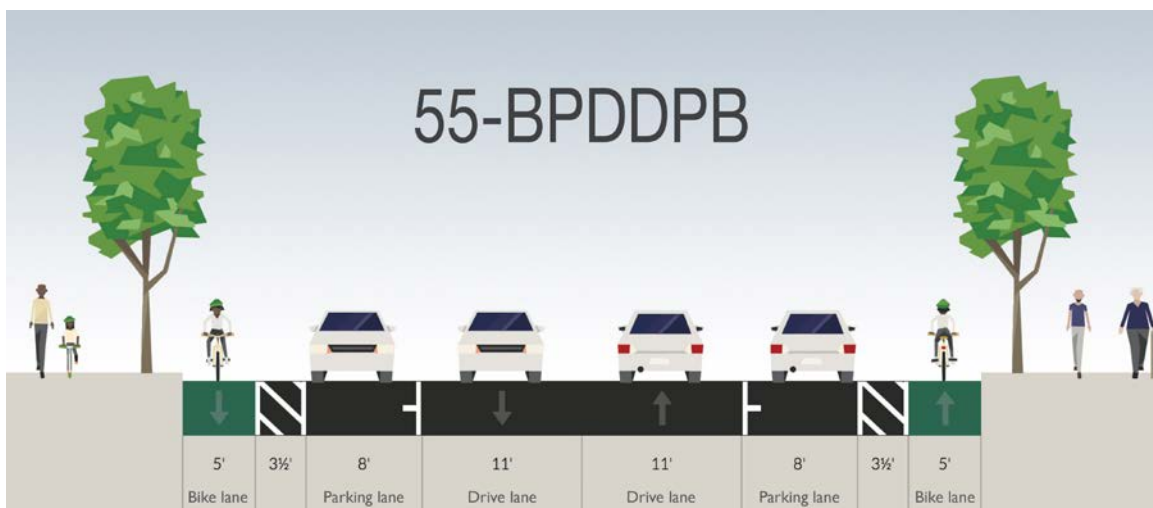 55-BPDDPB
5' 3½' 8' 11' 11' 8' 3½' 5'
Bike lane Parking lane Drive lane Drive lane Parking lane Bike lane